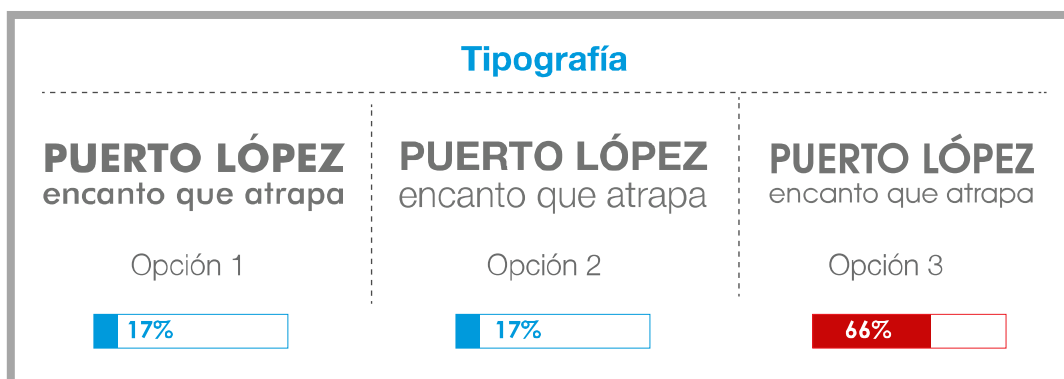 Tipografía
PUERTO LÓPEZ
encanto que atrapa
Opción 1
17%
PUERTO LÓPEZ
encanto que atrapa
Opción 2
17%
PUERTO LÓPEZ
encanto que atrapa
Opción 3
66%